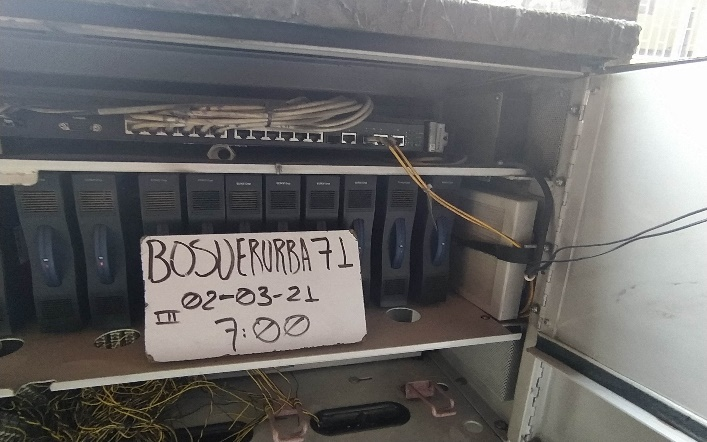 BOSUERURBA71
02-03-21
III
7:00